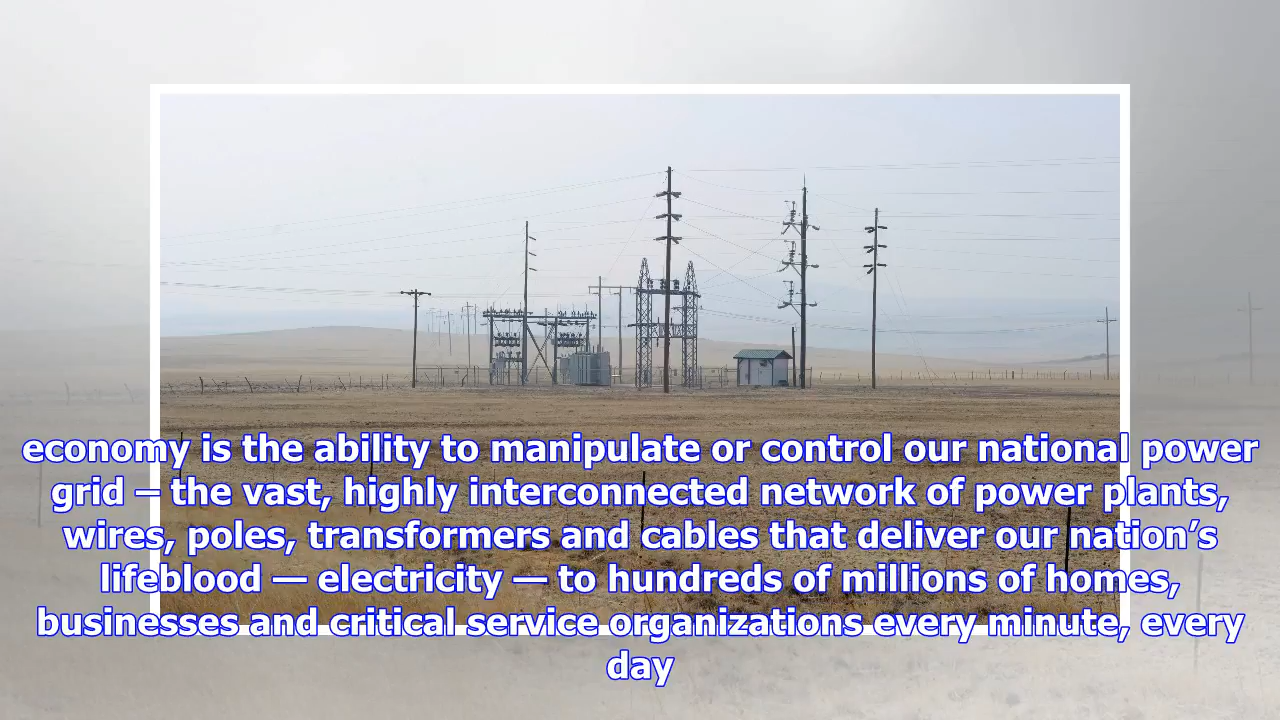 economy is the ability to manipulate or control our national power
grid – the vast, highly interconnected network of power plants,
wires, poles, transformers and cables that deliver our nation’s
lifeblood — electricity — to hundreds of millions of homes,
businesses and critical service organizations every minute, every
day